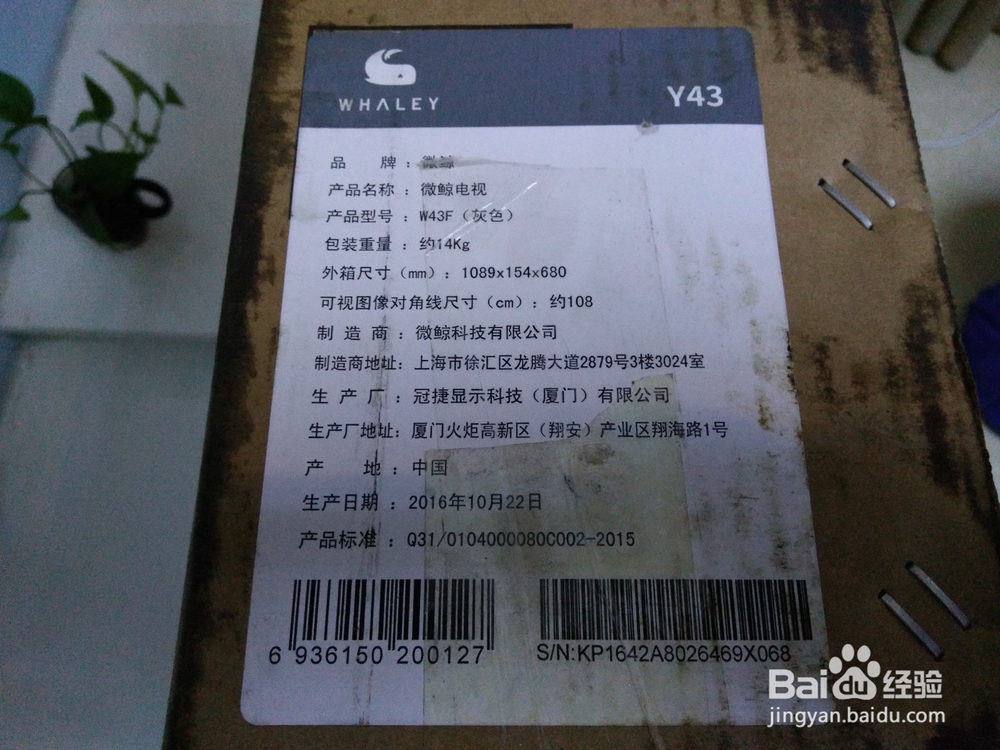 WHALEY
Y43
品 牌：微鲸
产品名称：微鲸电视
产品型号：W43F（灰色）
包装重量：约14Kg
外箱尺寸（mm）：1089x154x680
可视图像对角线尺寸（cm）：约108
制 造 商：微鲸科技有限公司
制造商地址：上海市徐汇区龙腾大道2879号3楼3024室
生 产 厂：冠捷显示科技（厦门）有限公司
生产厂地址：厦门火炬高新区（翔安）产业区翔海路1号
产 地：中国
生产日期：2016年10月22日
产品标准：Q31/0104000080C002-2015
6 936150 200127
S/N:KP1642A8026469X068
Baidu经验
jingyan.baidu.com